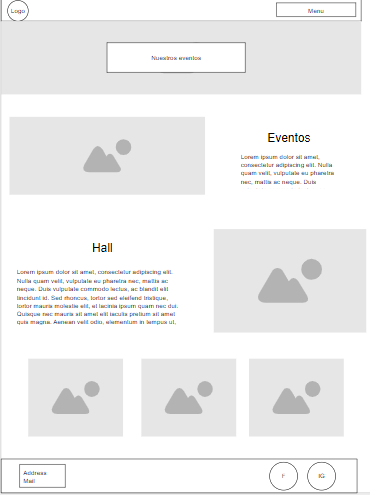 Logo
Menu
Nuestros eventos
Eventos
Lorem ipsum dolor sit amet,
consectetur adipiscing elit. Nulla
quam velit, vulputate eu pharetra
nec, mattis ac neque. Duis
Hall
Lorem ipsum dolor sit amet, consectetur adipiscing elit.
Nulla quam velit, vulputate eu pharetra nec, mattis ac
neque. Duis vulputate commodo lectus, ac blandit elit
tincidunt id. Sed rhoncus, tortor sed eleifend tristique,
tortor mauris molestie elit, et lacinia ipsum quam nec dui.
Quisque nec mauris sit amet elit iaculis pretium sit amet
quis magna. Aenean velit odio, elementum in tempus ut,
Address
Mail
F
IG